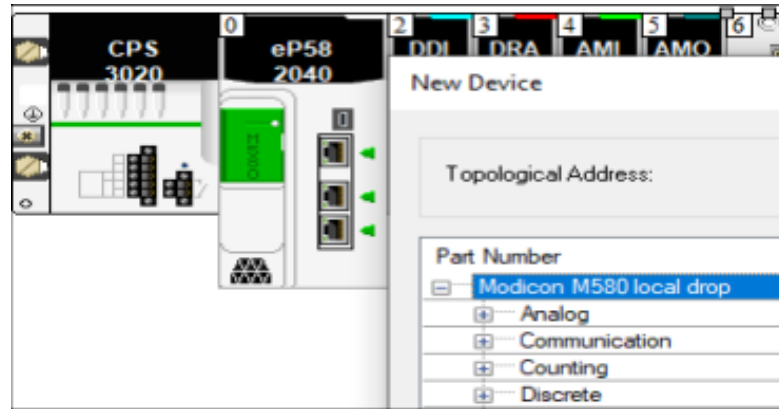 0 2 3 4 5 6
CPS eP58 DDI DRA AMI AMO
3020 2040
New Device
Topological Address:
Part Number
Modicon M580 local drop
Analog
Communication
Counting
Discrete